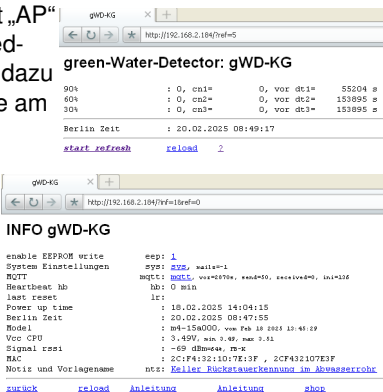 t „AP“
ed-
dazu
e am
gWD-KG
http://192.168.2.184/?ref=5
green-Water-Detector: gWD-KG
90% : 0, cn1= 0, vor dt1= 55204 s
60% : 0, cn2= 0, vor dt2= 153895 s
30% : 0, cn3= 0, vor dt3= 153895 s
Berlin Zeit : 20.02.2025 08:49:17
start refresh reload ?
gWD-KG
http://192.168.2.184/?inf=1&ref=0
INFO gWD-KG
enable EEPROM write eep: 1
System Einstellungen sys: sys, mails=-1
MQTT mqtt: mqtt, vor=2878s, send=50, received=0, ini=136
Heartbeat hb hb: 0 min
last reset lr:
Power up time : 18.02.2025 14:04:15
Berlin Zeit : 20.02.2025 08:47:55
Model : m4-15a000, vom Feb 18 2025 13:45:29
Vcc CPU : 3.49V, min 3.49, max 3.51
Signal rssi : -69 dBm
MAC : 2C:F4:32:10:7E:3F , 2CF432107E3F
Notiz und Vorlagename ntz: Keller Rückstauerkennung im Abwasserrohr
zurück reload Anleitung Anleitung shop